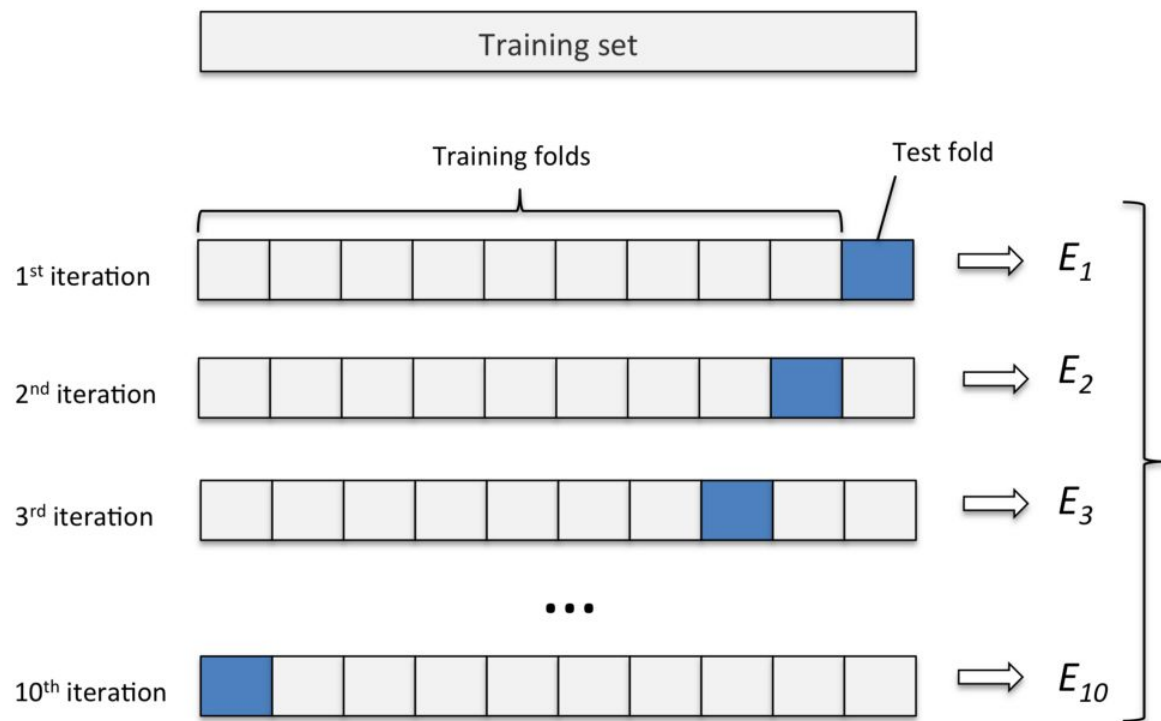 Training set
Training folds
Test fold
1st iteration
E1
2nd iteration
E2
3rd iteration
E3
...
10th iteration
E10